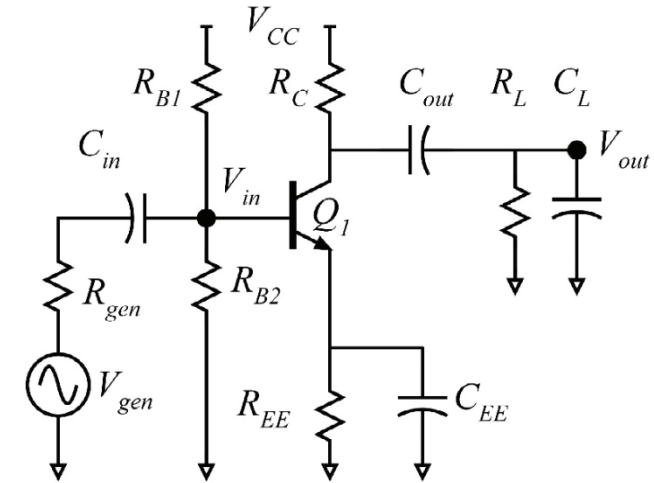 V_CC
R_B1 R_C C_out R_L C_L
C_in
V_in V_out
Q_1
R_gen R_B2
V_gen R_EE C_EE